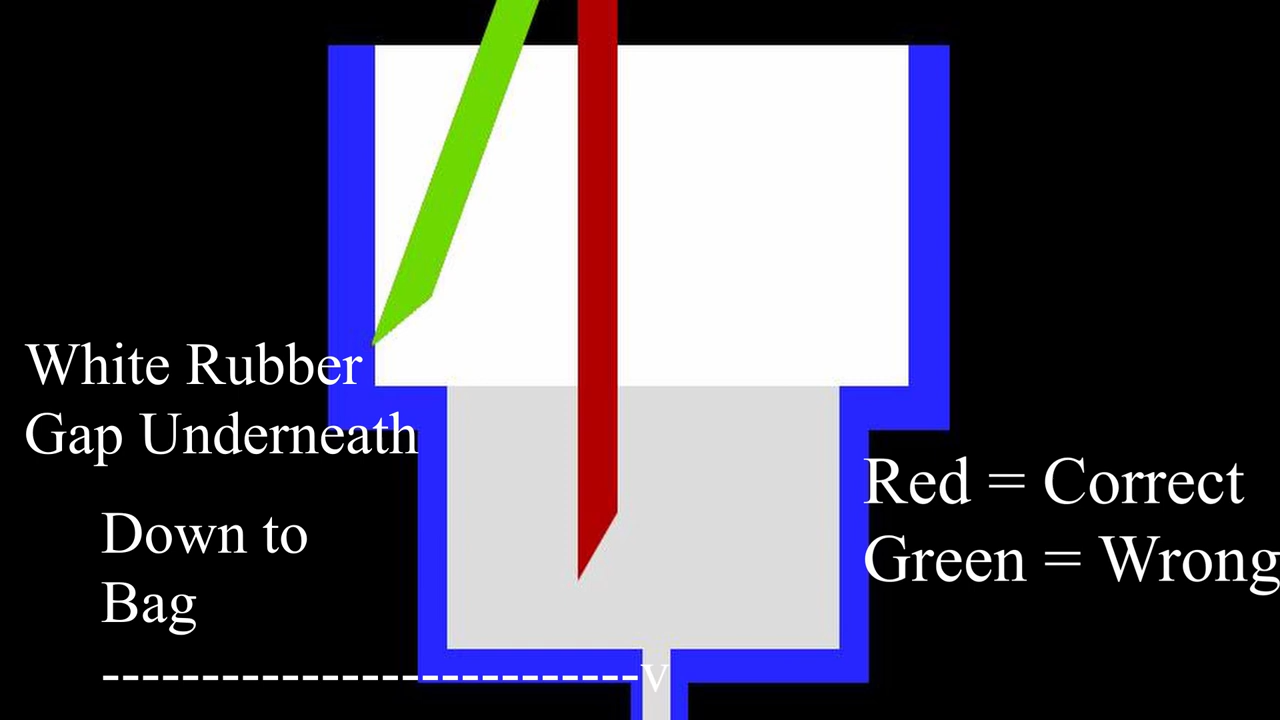 White Rubber
Gap Underneath
Down to
Bag
---------------------------v
Red = Correct
Green = Wrong